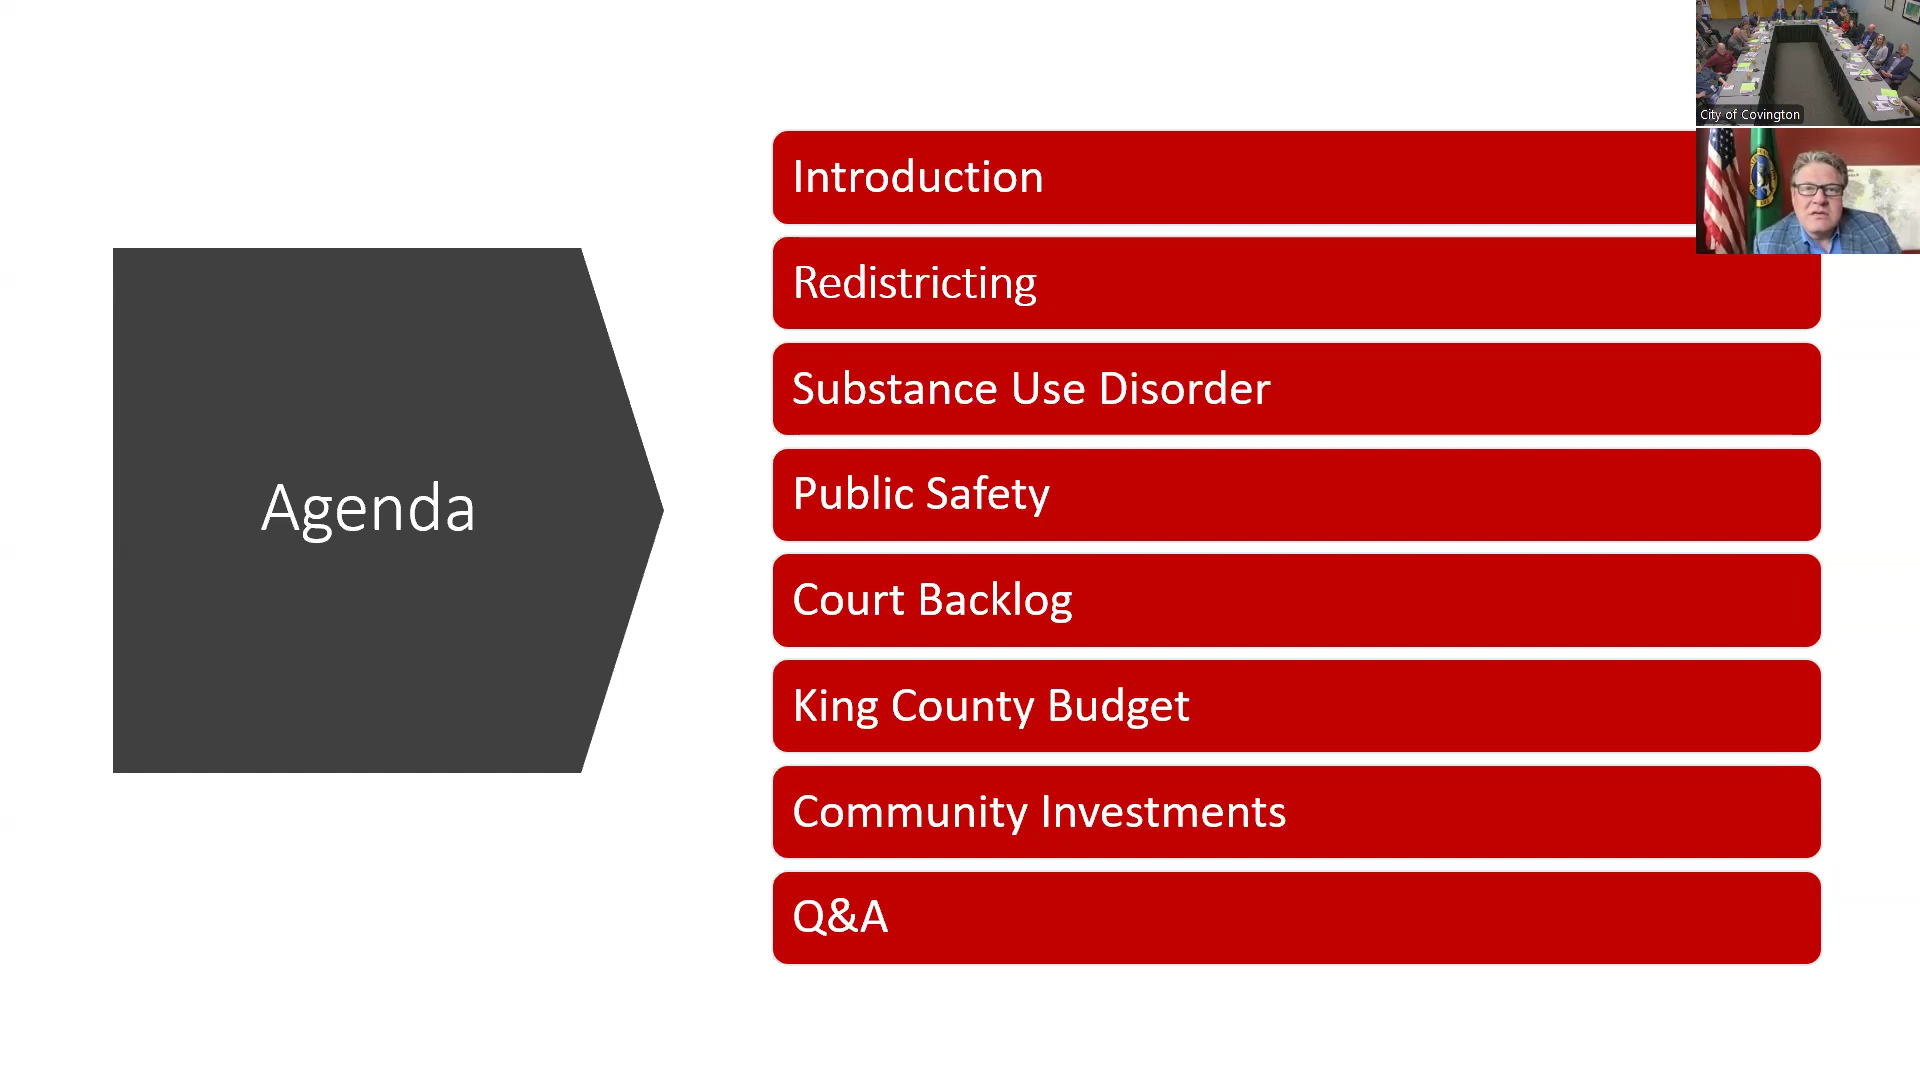 City of Covington
Agenda
Introduction
Redistricting
Substance Use Disorder
Public Safety
Court Backlog
King County Budget
Community Investments
Q&A